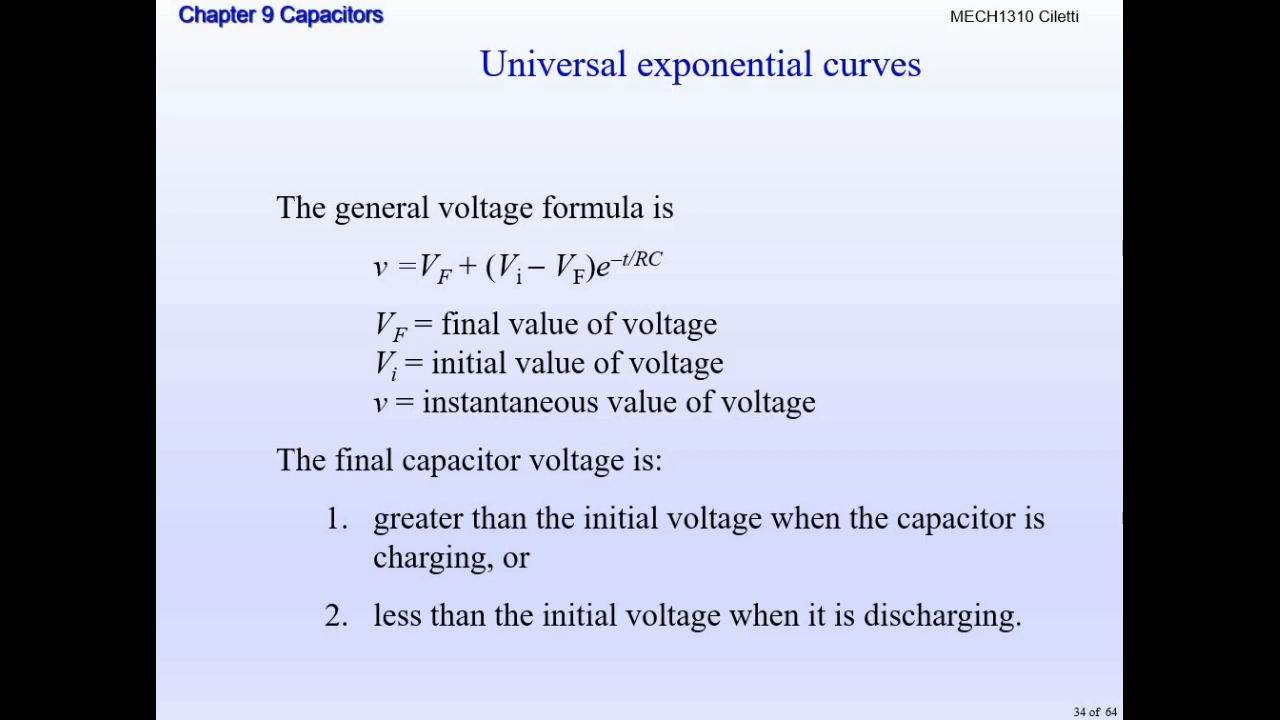 Chapter 9 Capacitors
MECH1310 Ciletti
Universal exponential curves
The general voltage formula is
v =VF + (Vi – VF)e–t/RC
VF = final value of voltage
Vi = initial value of voltage
v = instantaneous value of voltage
The final capacitor voltage is:
1. greater than the initial voltage when the capacitor is
charging, or
2. less than the initial voltage when it is discharging.
34 of 64